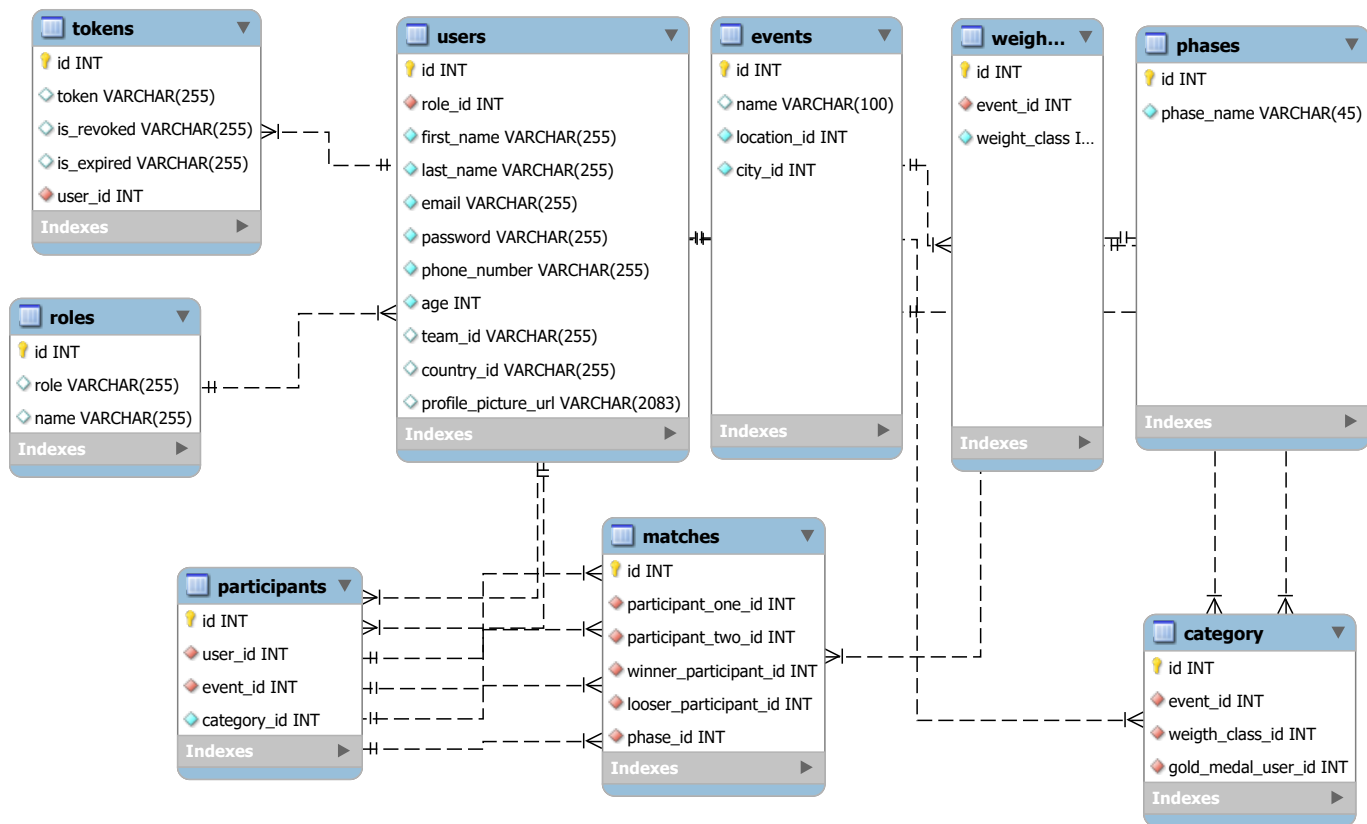 tokens
id INT
token VARCHAR(255)
is_revoked VARCHAR(255)
is_expired VARCHAR(255)
user_id INT
Indexes
users
id INT
role_id INT
first_name VARCHAR(255)
last_name VARCHAR(255)
email VARCHAR(255)
password VARCHAR(255)
phone_number VARCHAR(255)
age INT
team_id VARCHAR(255)
country_id VARCHAR(255)
profile_picture_url VARCHAR(2083)
Indexes
events
id INT
name VARCHAR(100)
location_id INT
city_id INT
Indexes
weigh...
id INT
event_id INT
weight_class I...
Indexes
phases
id INT
phase_name VARCHAR(45)
Indexes
roles
id INT
role VARCHAR(255)
name VARCHAR(255)
Indexes
participants
id INT
user_id INT
event_id INT
category_id INT
Indexes
matches
id INT
participant_one_id INT
participant_two_id INT
winner_participant_id INT
looser_participant_id INT
phase_id INT
Indexes
category
id INT
event_id INT
weigth_class_id INT
gold_medal_user_id INT
Indexes